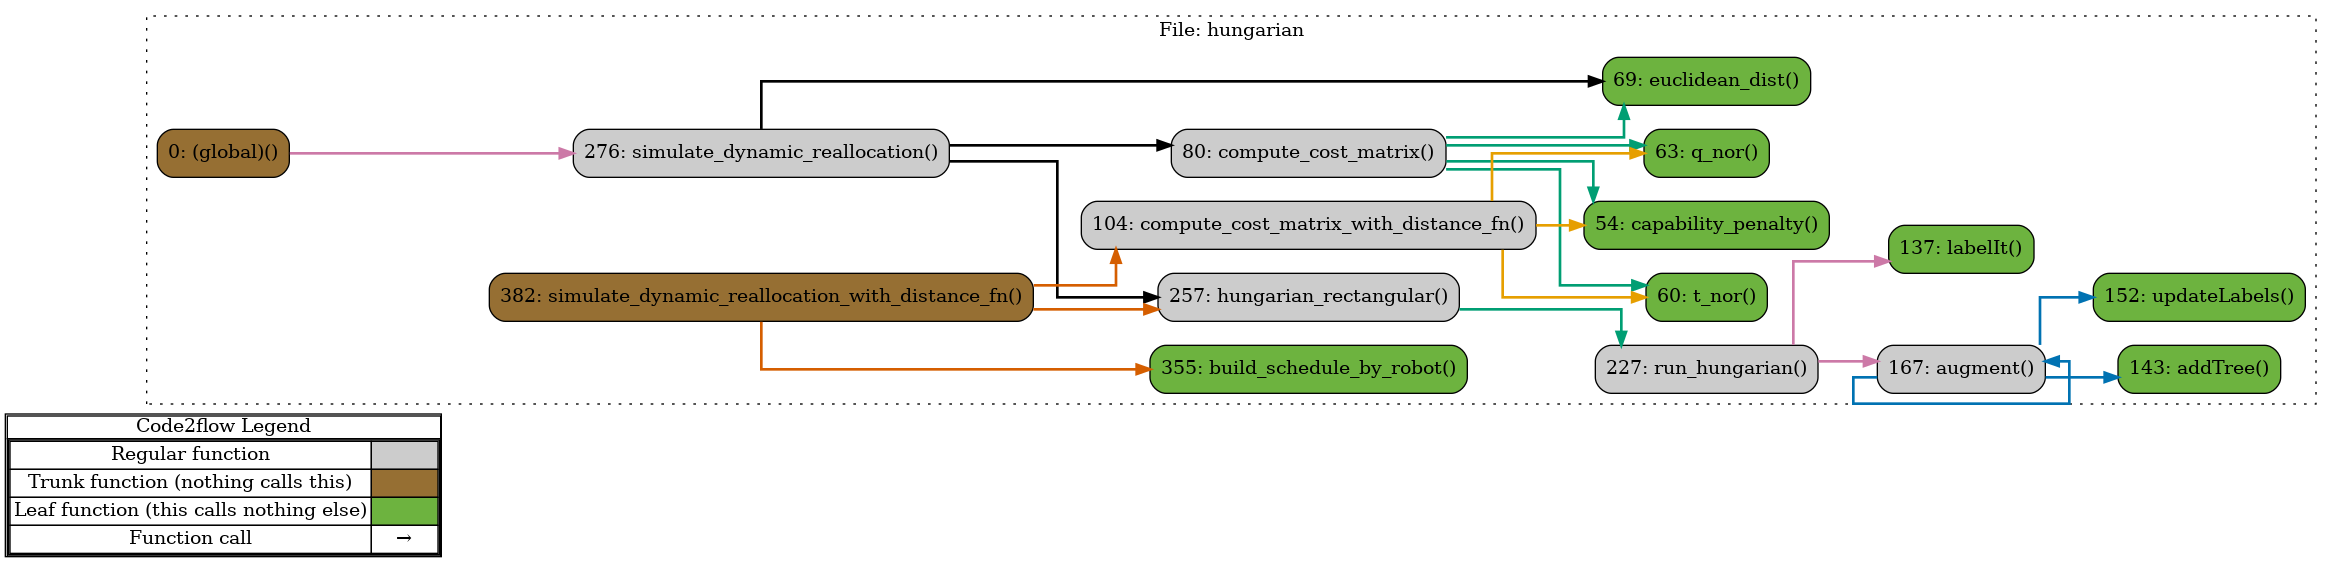 File: hungarian
69: euclidean_dist()
0: (global)()
276: simulate_dynamic_reallocation()
80: compute_cost_matrix()
63: q_nor()
104: compute_cost_matrix_with_distance_fn()
54: capability_penalty()
137: labelIt()
382: simulate_dynamic_reallocation_with_distance_fn()
257: hungarian_rectangular()
60: t_nor()
152: updateLabels()
355: build_schedule_by_robot()
227: run_hungarian()
167: augment()
143: addTree()
Code2flow Legend
Regular function
Trunk function (nothing calls this)
Leaf function (this calls nothing else)
Function call →